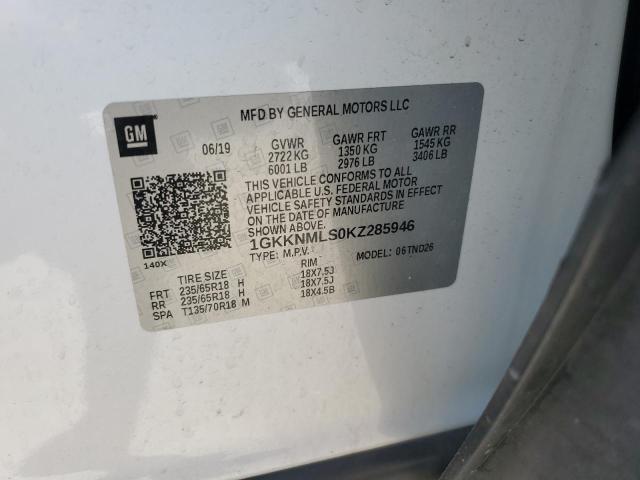 MFD BY GENERAL MOTORS LLC
GM
06/19 GVWR GAWR FRT GAWR RR
2722 KG 1350 KG 1545 KG
6001 LB 2976 LB 3406 LB
THIS VEHICLE CONFORMS TO ALL
APPLICABLE U.S. FEDERAL MOTOR
VEHICLE SAFETY STANDARDS IN EFFECT
ON THE DATE OF MANUFACTURE
SHOWN ABOVE.
1GKKNMLS0KZ285946
TYPE: M.P.V. MODEL: 06TND26
140X
TIRE SIZE RIM
FRT 235/65R18 H 18X7.5J
RR 235/65R18 H 18X7.5J
SPA T135/70R18 M 18X4.5B